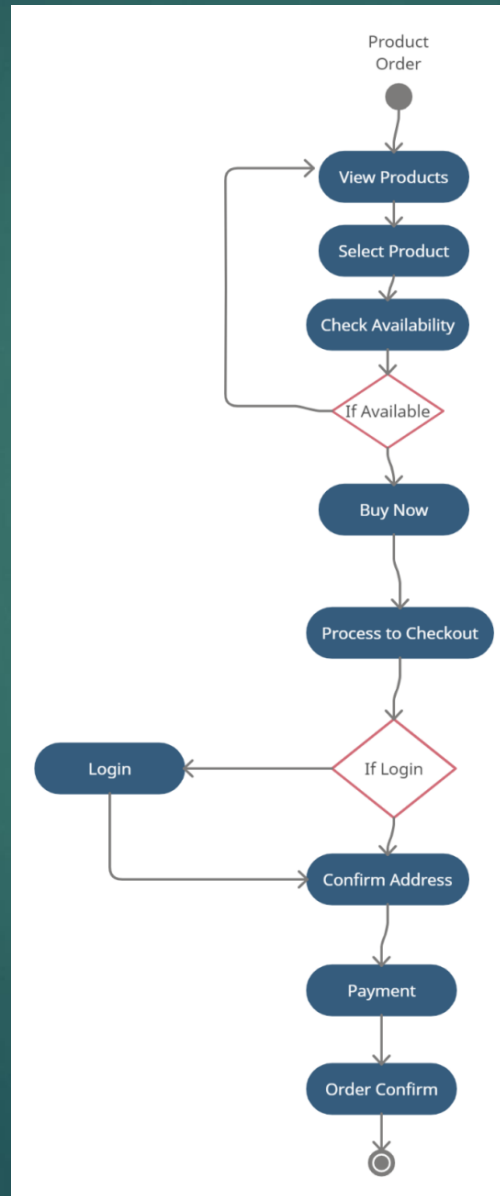 Product
Order
View Products
Select Product
Check Availability
If Available
Buy Now
Process to Checkout
If Login
Login
Confirm Address
Payment
Order Confirm